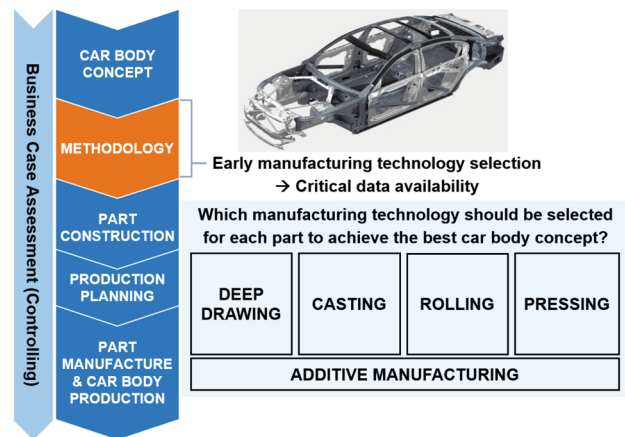 Business Case Assessment (Controlling)
CAR BODY
CONCEPT
METHODOLOGY
Early manufacturing technology selection
→ Critical data availability
PART
CONSTRUCTION
PRODUCTION
PLANNING
PART
MANUFACTURE
& CAR BODY
PRODUCTION
Which manufacturing technology should be selected
for each part to achieve the best car body concept?
DEEP
DRAWING
CASTING
ROLLING
PRESSING
ADDITIVE MANUFACTURING